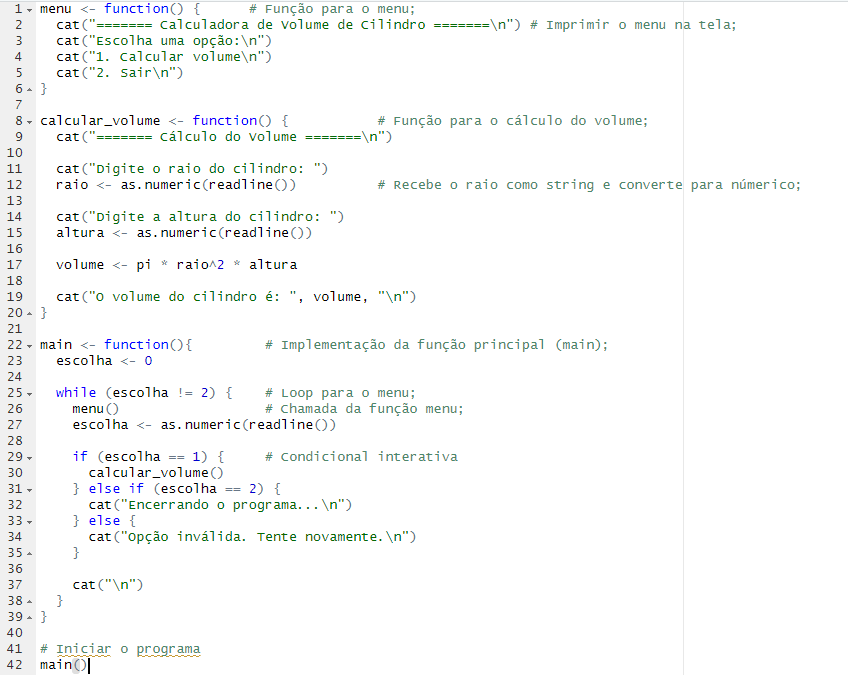 1 menu <- function() {      # Função para o menu;
2   cat("======= Calculadora de Volume de Cilindro =======\n") # Imprimir o menu na tela;
3   cat("Escolha uma opção:\n")
4   cat("1. Calcular volume\n")
5   cat("2. Sair\n")
6 }
7
8 calcular_volume <- function() {           # Função para o cálculo do volume;
9   cat("======= Cálculo do Volume =======\n")
10
11   cat("Digite o raio do cilindro: ")
12   raio <- as.numeric(readline())          # Recebe o raio como string e converte para númerico;
13
14   cat("Digite a altura do cilindro: ")
15   altura <- as.numeric(readline())
16
17   volume <- pi * raio^2 * altura
18
19   cat("O volume do cilindro é: ", volume, "\n")
20 }
21
22 main <- function(){         # Implementação da função principal (main);
23   escolha <- 0
24
25   while (escolha != 2) {    # Loop para o menu;
26     menu()                  # Chamada da função menu;
27     escolha <- as.numeric(readline())
28
29     if (escolha == 1) {     # Condicional interativa
30       calcular_volume()
31     } else if (escolha == 2) {
32       cat("Encerrando o programa...\n")
33     } else {
34       cat("Opção inválida. Tente novamente.\n")
35     }
36
37     cat("\n")
38   }
39 }
40
41 # Iniciar o programa
42 main()